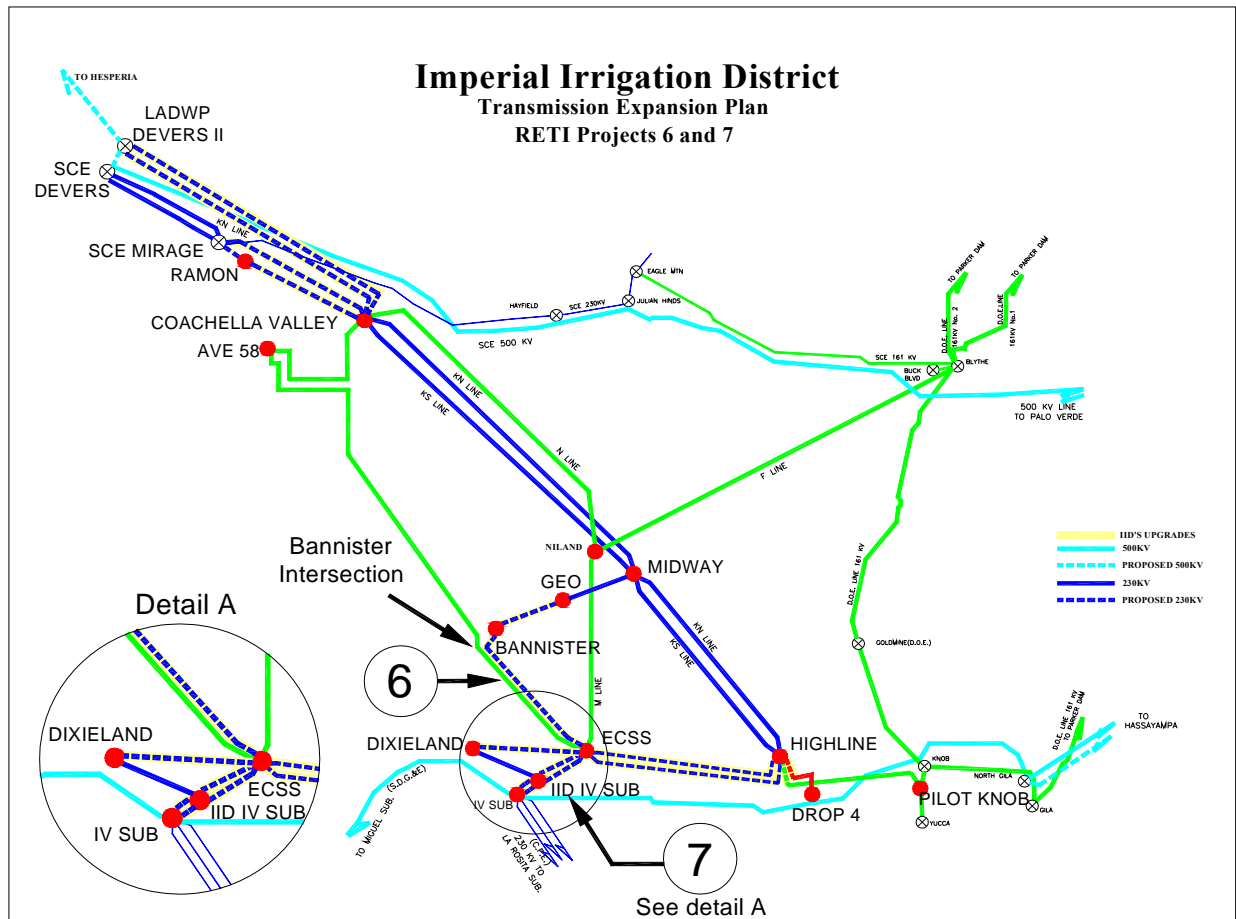 Imperial Irrigation District
Transmission Expansion Plan
RETI Projects 6 and 7
TO HESPERIA
LADWP
DEVERS II
SCE
DEVERS
KN LINE
SCE MIRAGE
RAMON
COACHELLA VALLEY
AVE 58
EAGLE MTN
HAYFIELD
SCE 230KV
JULIAN HINDS
SCE 500 KV
SCE 161 KV
TO PARKER DAM
TO PARKER DAM
D.O.E. LINE
161KV No. 2
D.O.E.LINE
161KV No.1
BUCK
BLVD
BLYTHE
500 KV LINE
TO PALO VERDE
KN LINE
KS LINE
N LINE
F LINE
NILAND
MIDWAY
GEO
BANNISTER
Bannister
Intersection
6
M LINE
KN LINE
KS LINE
D.O.E. LINE 161 KV
GOLDMINE(D.O.E.)
IID'S UPGRADES
500KV
PROPOSED 500KV
230KV
PROPOSED 230KV
Detail A
DIXIELAND
ECSS
IID IV SUB
IV SUB
DIXIELAND
ECSS
IID IV SUB
IV SUB
HIGHLINE
DROP 4
KNOB
PILOT KNOB
YUCCA
NORTH GILA
GILA
D.O.E. LINE 161 KV
TO PARKER DAM
TO
HASSAYAMPA
TO MIGUEL SUB.
(S.D.G.&E)
(C.F.E.)
230 KV TO
LA ROSITA SUB.
7
See detail A